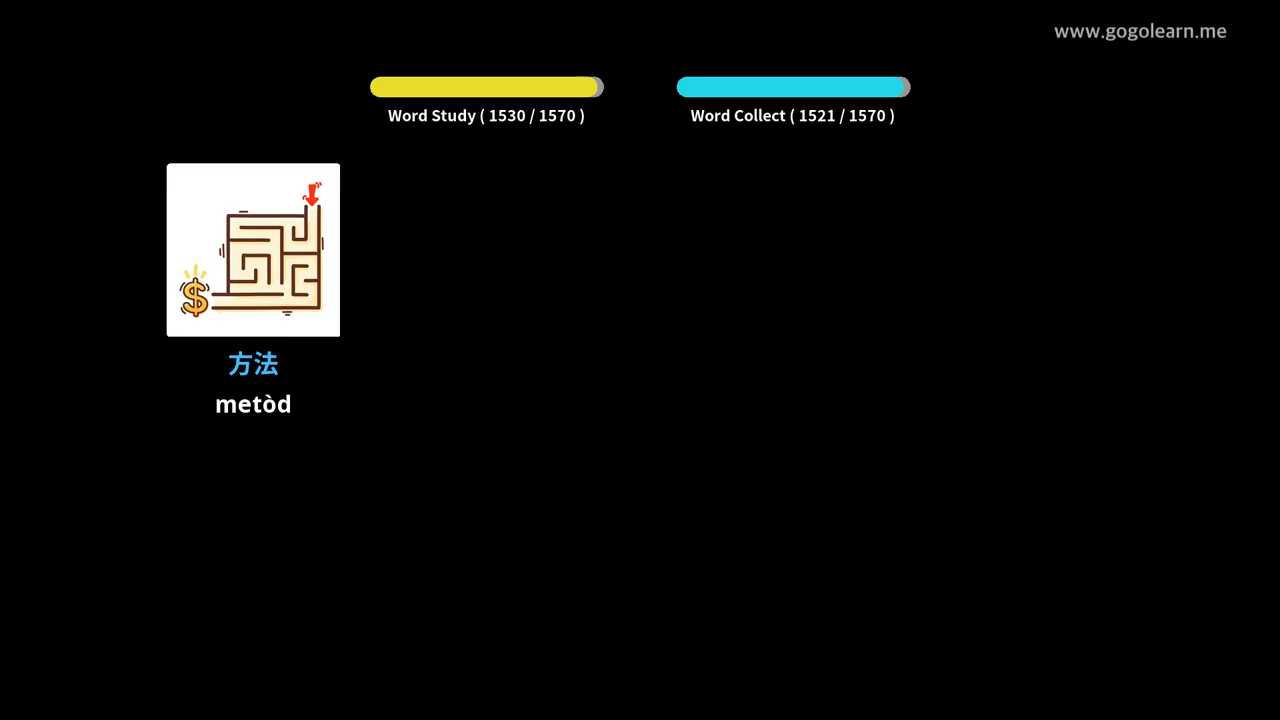 www.gogolearn.me
Word Study ( 1530 / 1570 )
Word Collect ( 1521 / 1570 )
$
方法
metòd